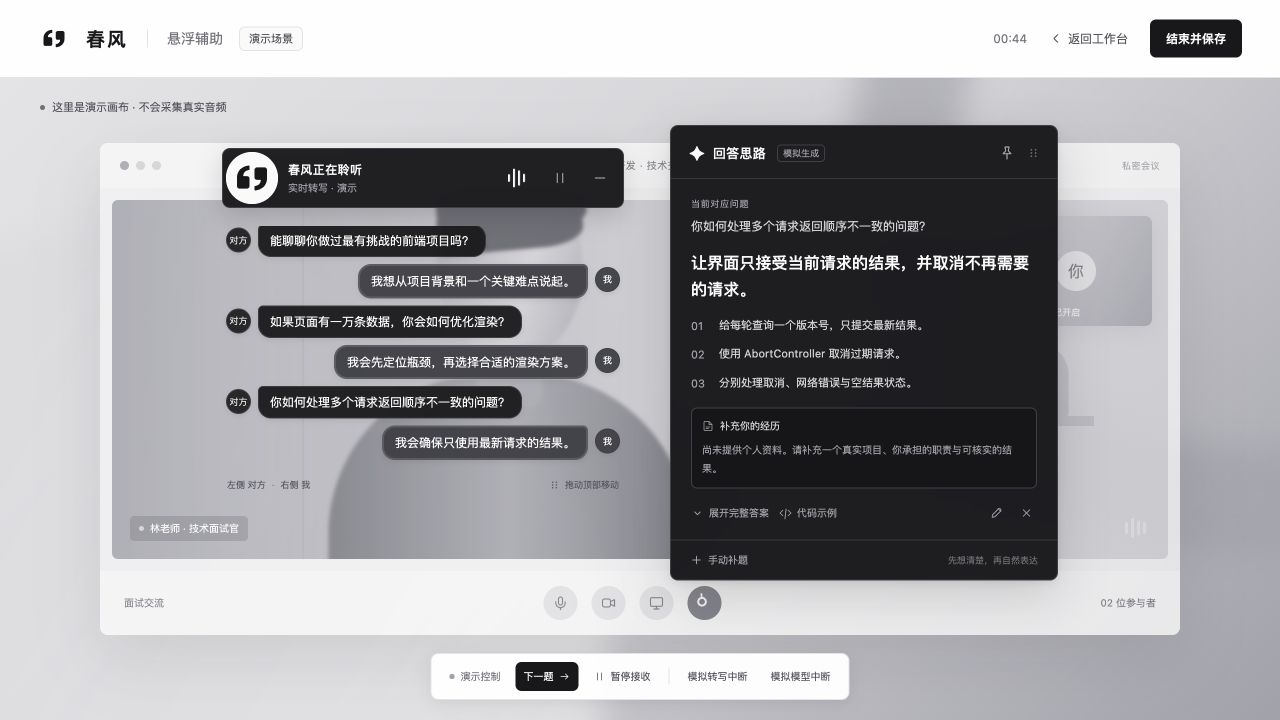 春风
悬浮辅助
演示场景
00:44
返回工作台
结束并保存
这里是演示画布 · 不会采集真实音频
春风正在聆听
实时转写 · 演示
发 · 技术
私密会议
对方
能聊聊你做过最有挑战的前端项目吗？
我想从项目背景和一个关键难点说起。
我
对方
如果页面有一万条数据，你会如何优化渲染？
我会先定位瓶颈，再选择合适的渲染方案。
我
对方
你如何处理多个请求返回顺序不一致的问题？
我会确保只使用最新请求的结果。
我
左侧 对方 · 右侧 我
拖动顶部移动
林老师 · 技术面试官
回答思路
模拟生成
当前对应问题
你如何处理多个请求返回顺序不一致的问题？
让界面只接受当前请求的结果，并取消不再需要
的请求。
01 给每轮查询一个版本号，只提交最新结果。
02 使用 AbortController 取消过期请求。
03 分别处理取消、网络错误与空结果状态。
补充你的经历
尚未提供个人资料。请补充一个真实项目、你承担的职责与可核实的结
果。
展开完整答案
代码示例
手动补题
先想清楚，再自然表达
你
开启
面试交流
02 位参与者
演示控制
下一题 →
暂停接收
模拟转写中断
模拟模型中断